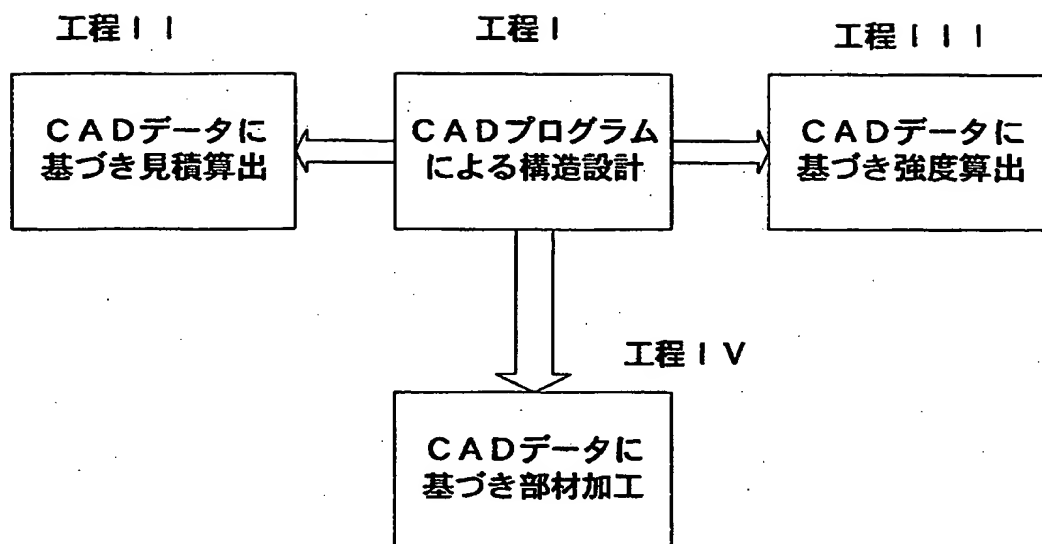 工程II
工程I
工程III
CADデータに
基づき見積算出
CADプログラム
による構造設計
CADデータに
基づき強度算出
工程IV
CADデータに
基づき部材加工